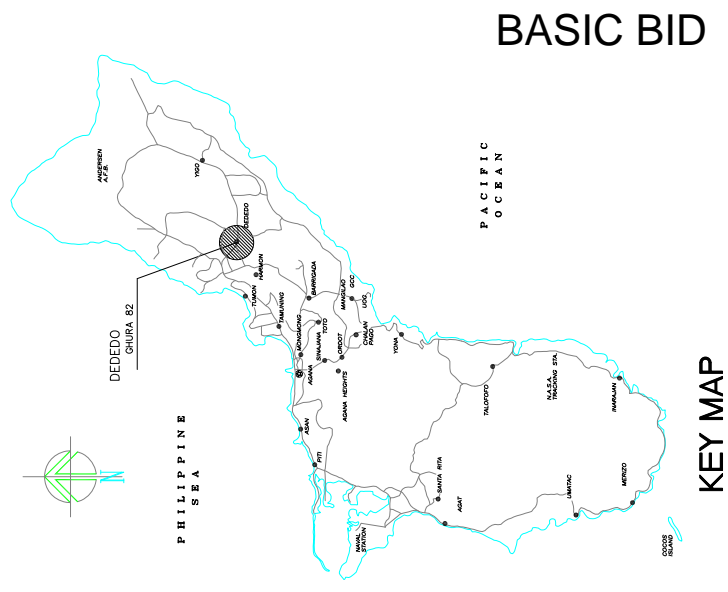 BASIC BID
ANDERSEN
A.F.B.
YIGO
DEDEDO
PACIFIC
OCEAN
DEDEDO
GHURA 82
HARMON
TUMON
TAMUNING
BARRIGADA
MANGILAO
GCC
UOG
MONGMONG
TOTO
SINAJANA
ORDOT
CHALAN
PAGO
YONA
AGANA
AGANA HEIGHTS
ASAN
PITI
PHILIPPINE
SEA
N
TALOFOFO
N.A.S.A.
TRACKING STA.
INARAJAN
SANTA RITA
AGAT
NAVAL
STATION
UMATAC
MERIZO
COCOS
ISLAND
KEY MAP